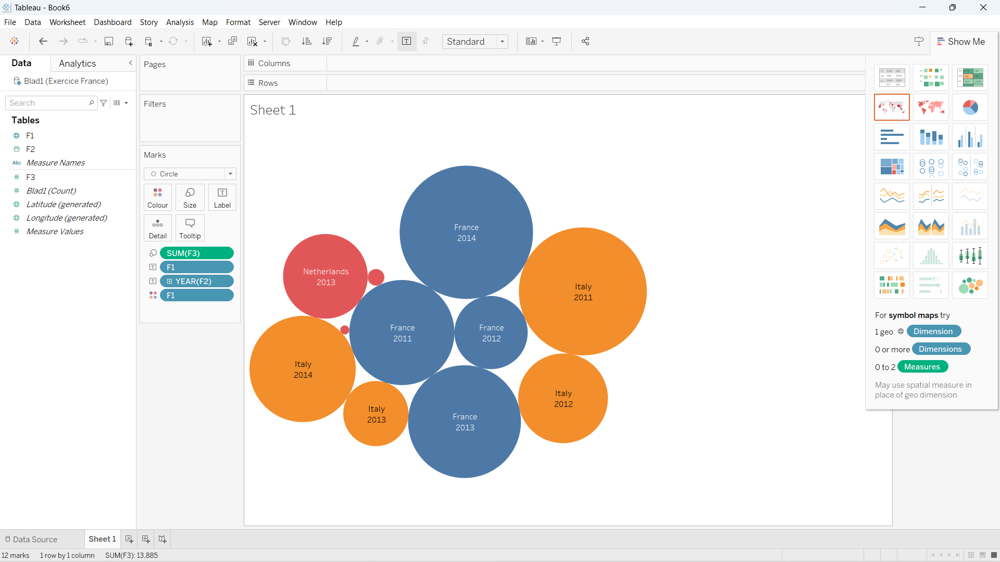 Tableau - Book6
File Data Worksheet Dashboard Story Analysis Map Format Server Window Help
Standard
Show Me
Data
Analytics
Blad1 (Exercice France)
Search
Tables
F1
F2
Abc Measure Names
F3
Blad1 (Count)
Latitude (generated)
Longitude (generated)
Measure Values
Pages
Filters
Marks
Circle
Colour
Size
Label
Detail
Tooltip
SUM(F3)
F1
YEAR(F2)
F1
Columns
Rows
Sheet 1
France
2014
Netherlands
2013
Italy
2011
France
2011
France
2012
Italy
2014
Italy
2012
Italy
2013
France
2013
For symbol maps try
1 geo Dimension
0 or more Dimensions
0 to 2 Measures
May use spatial measure in
place of geo dimension
Data Source
Sheet 1
12 marks 1 row by 1 column SUM(F3): 13,885